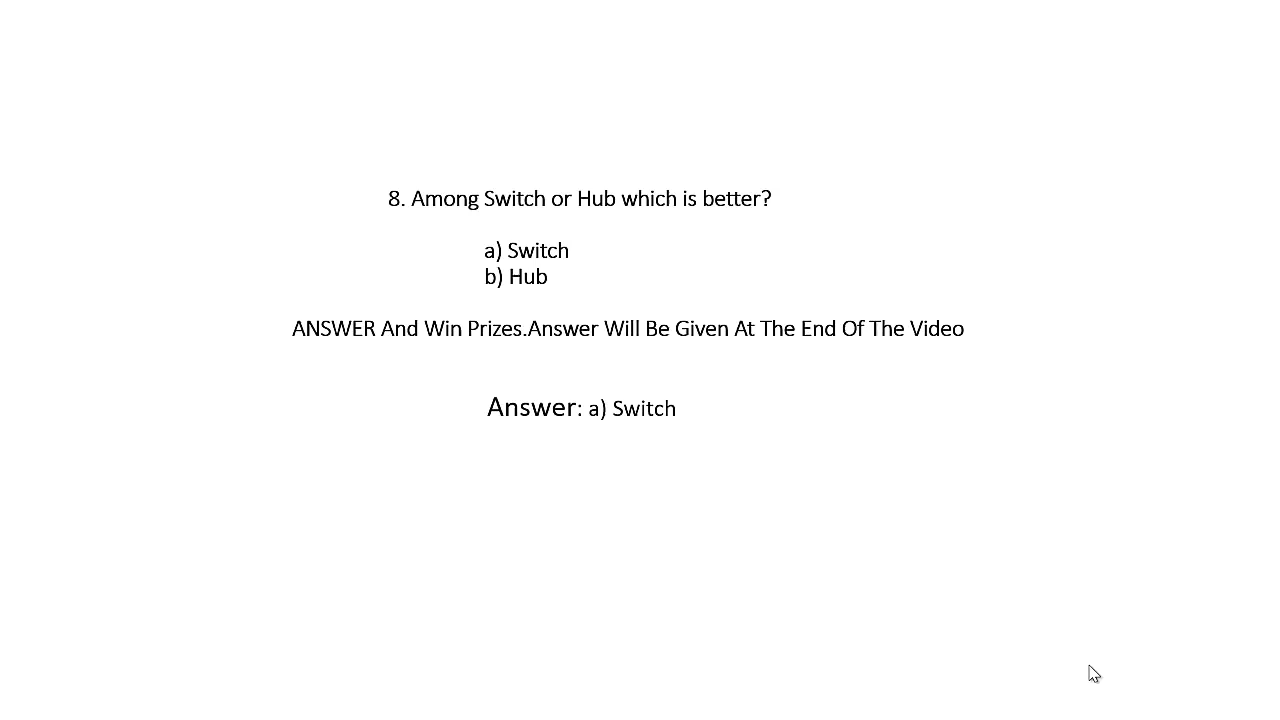 8. Among Switch or Hub which is better?
a) Switch
b) Hub
ANSWER And Win Prizes.Answer Will Be Given At The End Of The Video
Answer: a) Switch